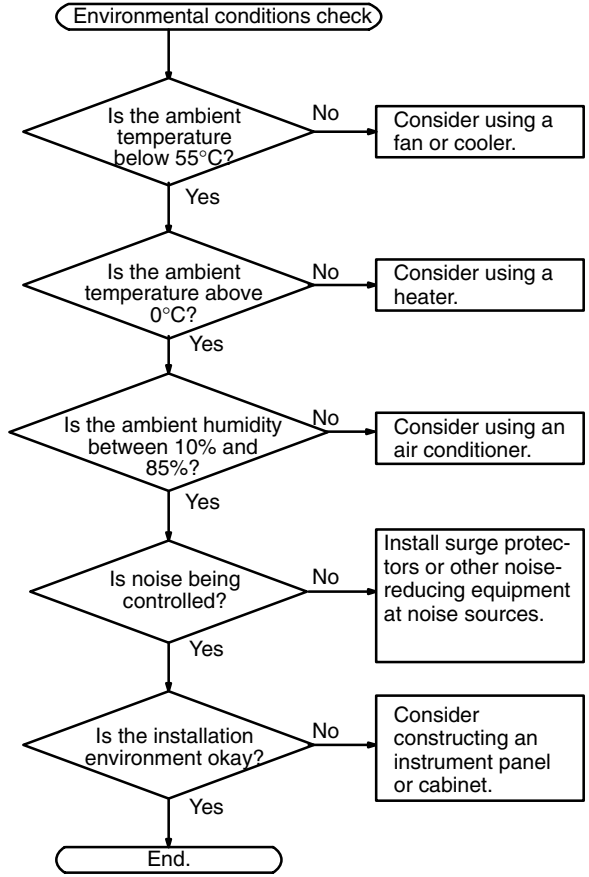 Environmental conditions check
Is the ambient
temperature
below 55°C?
No
Consider using a
fan or cooler.
Yes
Is the ambient
temperature above
0°C?
No
Consider using a
heater.
Yes
Is the ambient humidity
between 10% and
85%?
No
Consider using an
air conditioner.
Yes
Is noise being
controlled?
No
Install surge protec-
tors or other noise-
reducing equipment
at noise sources.
Yes
Is the installation
environment okay?
No
Consider
constructing an
instrument panel
or cabinet.
Yes
End.